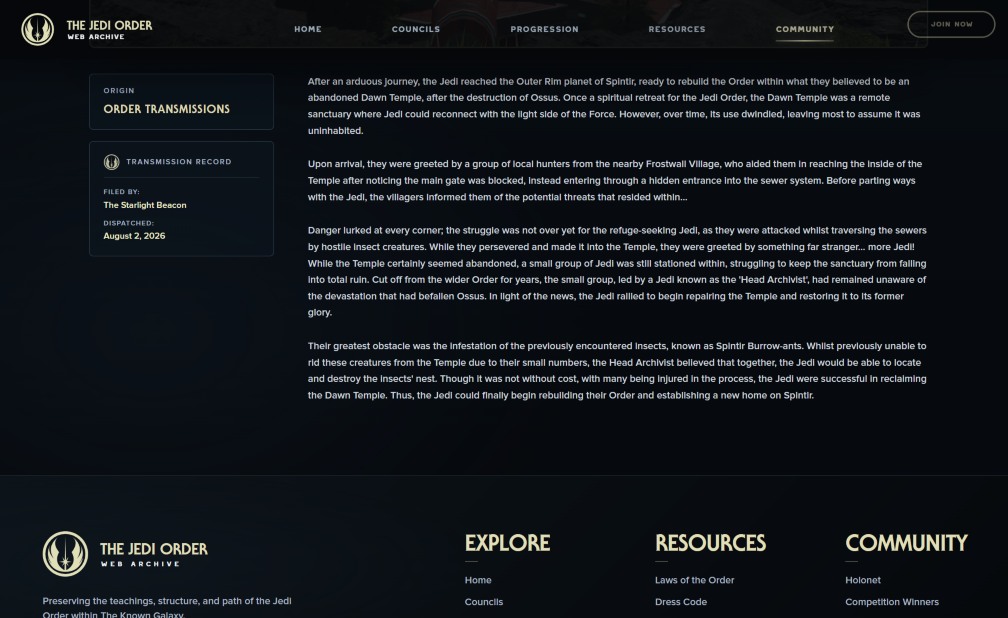 THE JEDI ORDER
WEB ARCHIVE
HOME
COUNCILS
PROGRESSION
RESOURCES
COMMUNITY
JOIN NOW
ORIGIN
ORDER TRANSMISSIONS
TRANSMISSION RECORD
FILED BY:
The Starlight Beacon
DISPATCHED:
August 2, 2026
After an arduous journey, the Jedi reached the Outer Rim planet of Spintir, ready to rebuild the Order within what they believed to be an
abandoned Dawn Temple, after the destruction of Ossus. Once a spiritual retreat for the Jedi Order, the Dawn Temple was a remote
sanctuary where Jedi could reconnect with the light side of the Force. However, over time, its use dwindled, leaving most to assume it was
uninhabited.
Upon arrival, they were greeted by a group of local hunters from the nearby Frostwall Village, who aided them in reaching the inside of the
Temple after noticing the main gate was blocked, instead entering through a hidden entrance into the sewer system. Before parting ways
with the Jedi, the villagers informed them of the potential threats that resided within...
Danger lurked at every corner; the struggle was not over yet for the refuge-seeking Jedi, as they were attacked whilst traversing the sewers
by hostile insect creatures. While they persevered and made it into the Temple, they were greeted by something far stranger... more Jedi!
While the Temple certainly seemed abandoned, a small group of Jedi was still stationed within, struggling to keep the sanctuary from falling
into total ruin. Cut off from the wider Order for years, the small group, led by a Jedi known as the 'Head Archivist', had remained unaware of
the devastation that had befallen Ossus. In light of the news, the Jedi rallied to begin repairing the Temple and restoring it to its former
glory.
Their greatest obstacle was the infestation of the previously encountered insects, known as Spintir Burrow-ants. Whilst previously unable to
rid these creatures from the Temple due to their small numbers, the Head Archivist believed that together, the Jedi would be able to locate
and destroy the insects' nest. Though it was not without cost, with many being injured in the process, the Jedi were successful in reclaiming
the Dawn Temple. Thus, the Jedi could finally begin rebuilding their Order and establishing a new home on Spintir.
THE JEDI ORDER
WEB ARCHIVE
Preserving the teachings, structure, and path of the Jedi
Order within The Known Galaxy.
EXPLORE
Home
Councils
RESOURCES
Laws of the Order
Dress Code
COMMUNITY
Holonet
Competition Winners